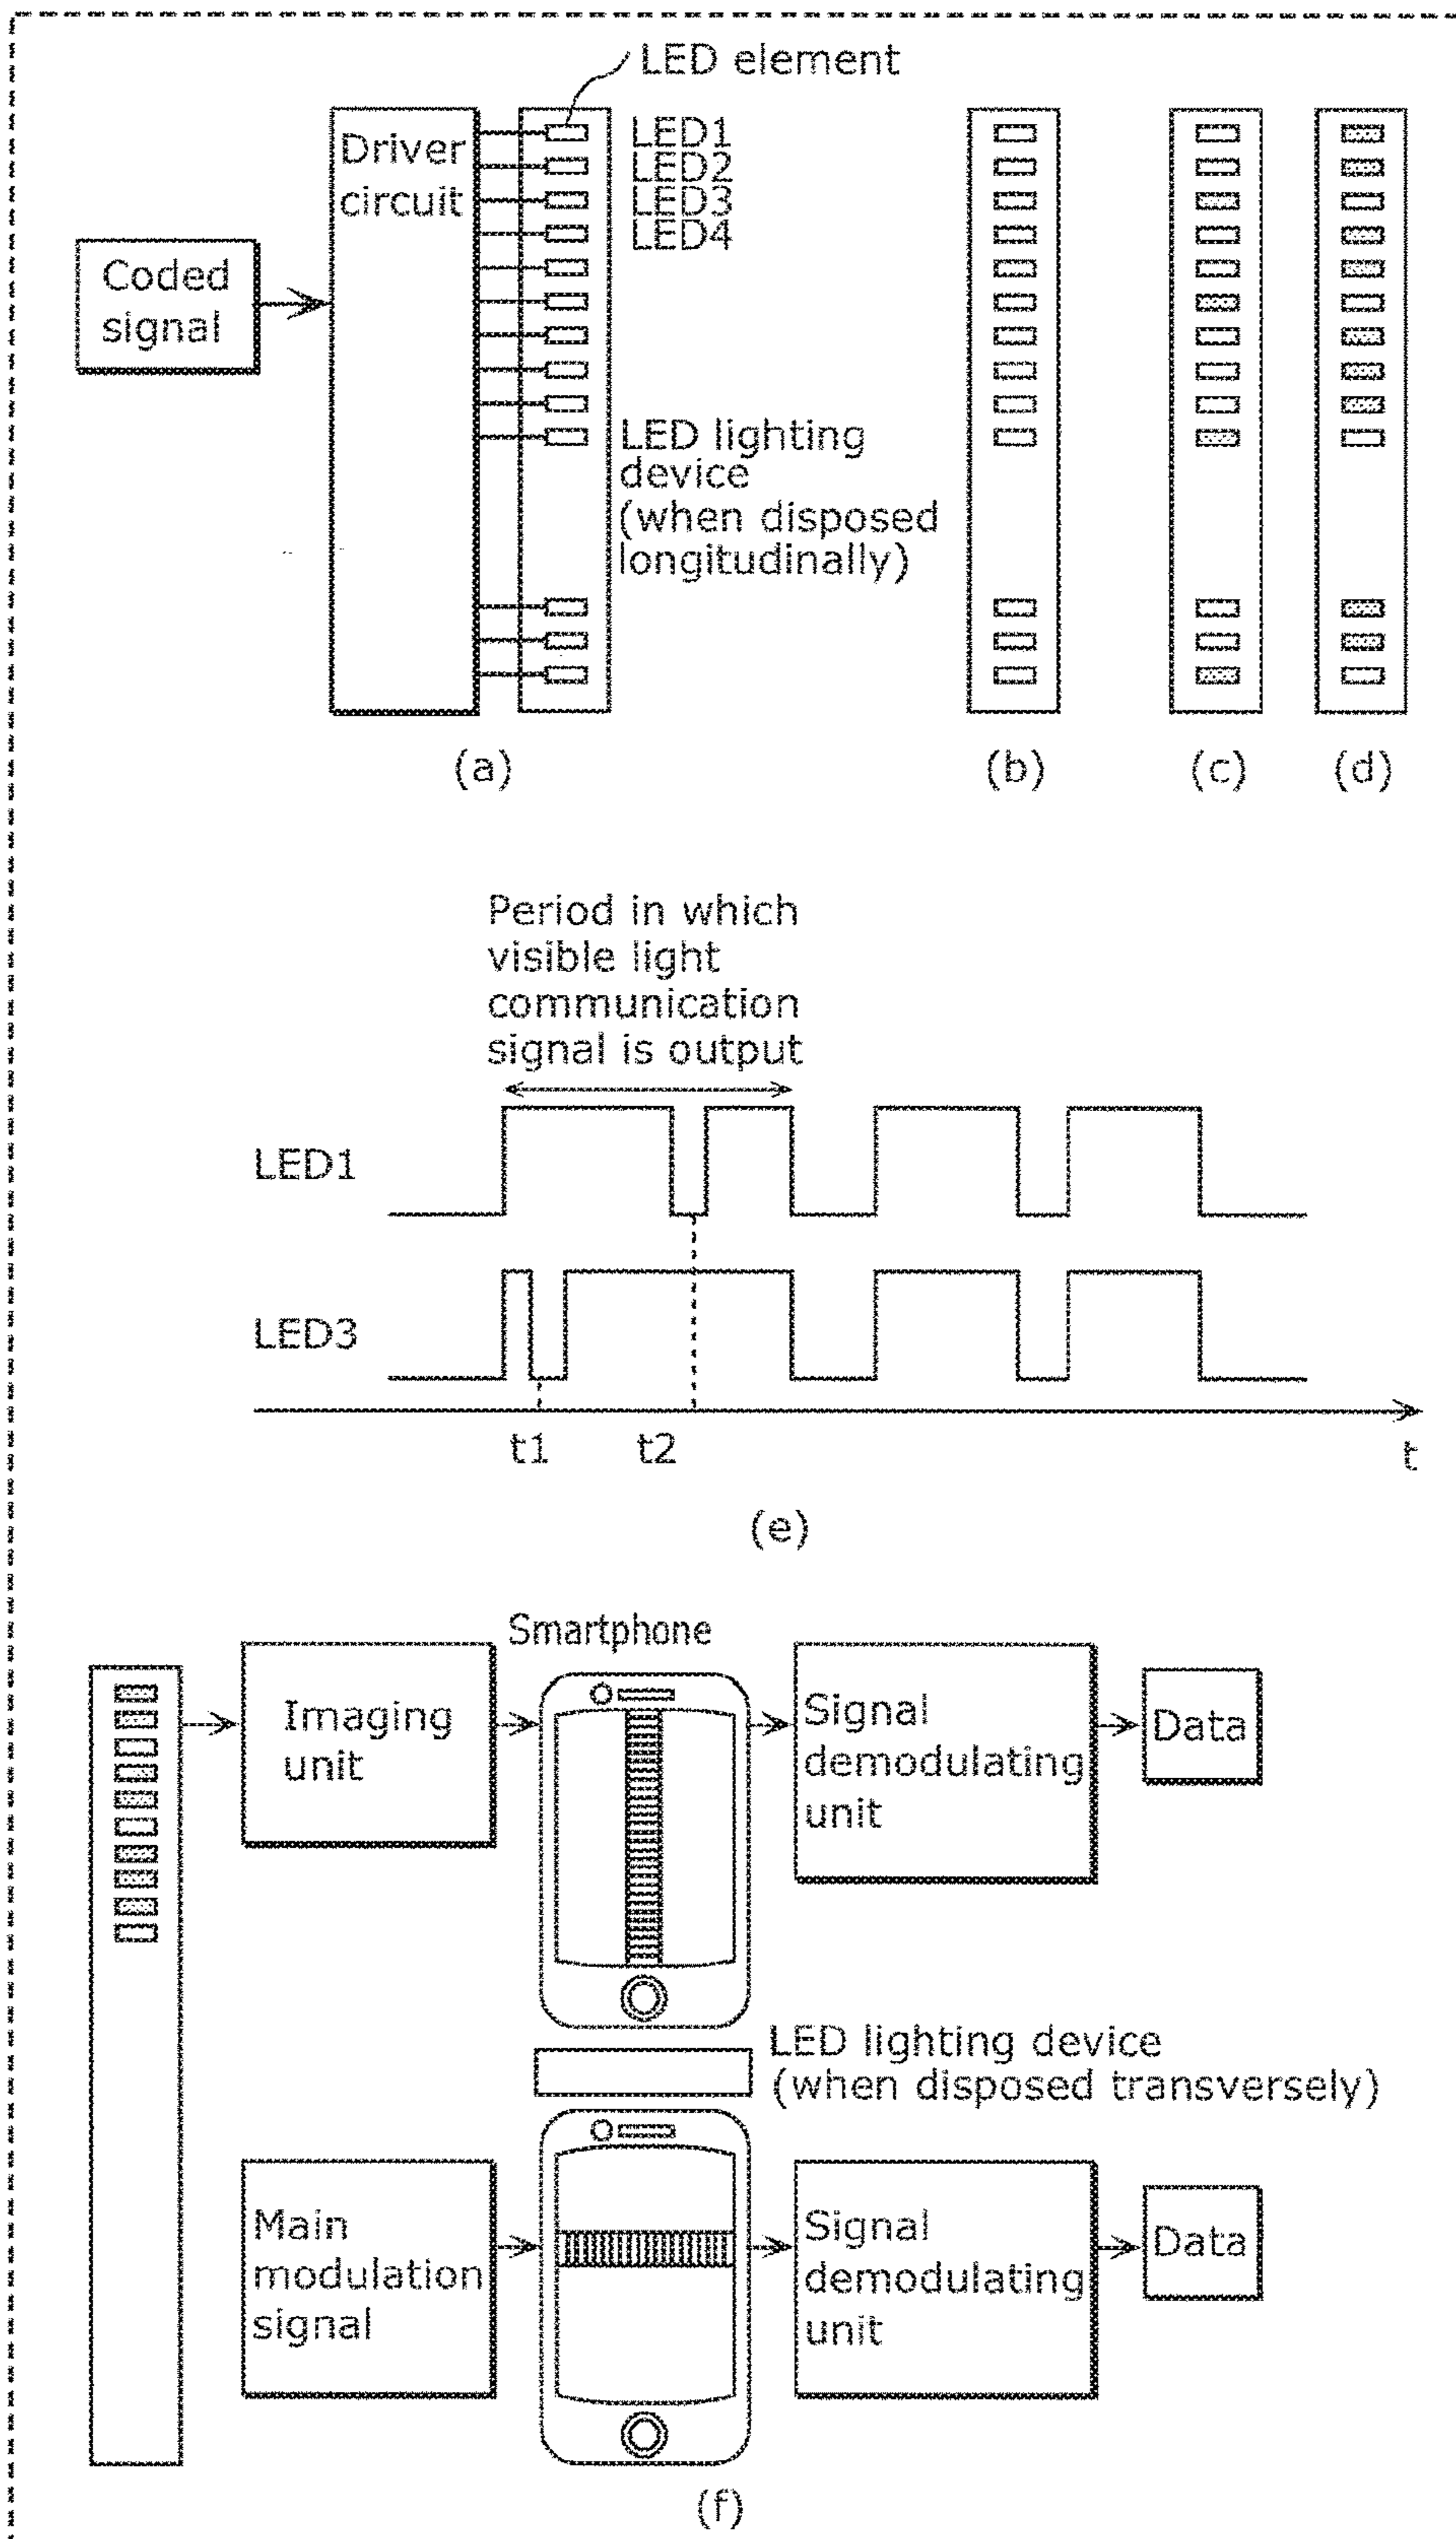 LED element
Driver
circuit
LED1
LED2
LED3
LED4
Coded
signal
LED lighting
device
(when disposed
longitudinally)
(a)
(b)
(c)
(d)
Period in which
visible light
communication
signal is output
LED1
LED3
t1
t2
t
(e)
Smartphone
Imaging
unit
Signal
demodulating
unit
Data
LED lighting device
(when disposed transversely)
Main
modulation
signal
Signal
demodulating
unit
Data
(f)